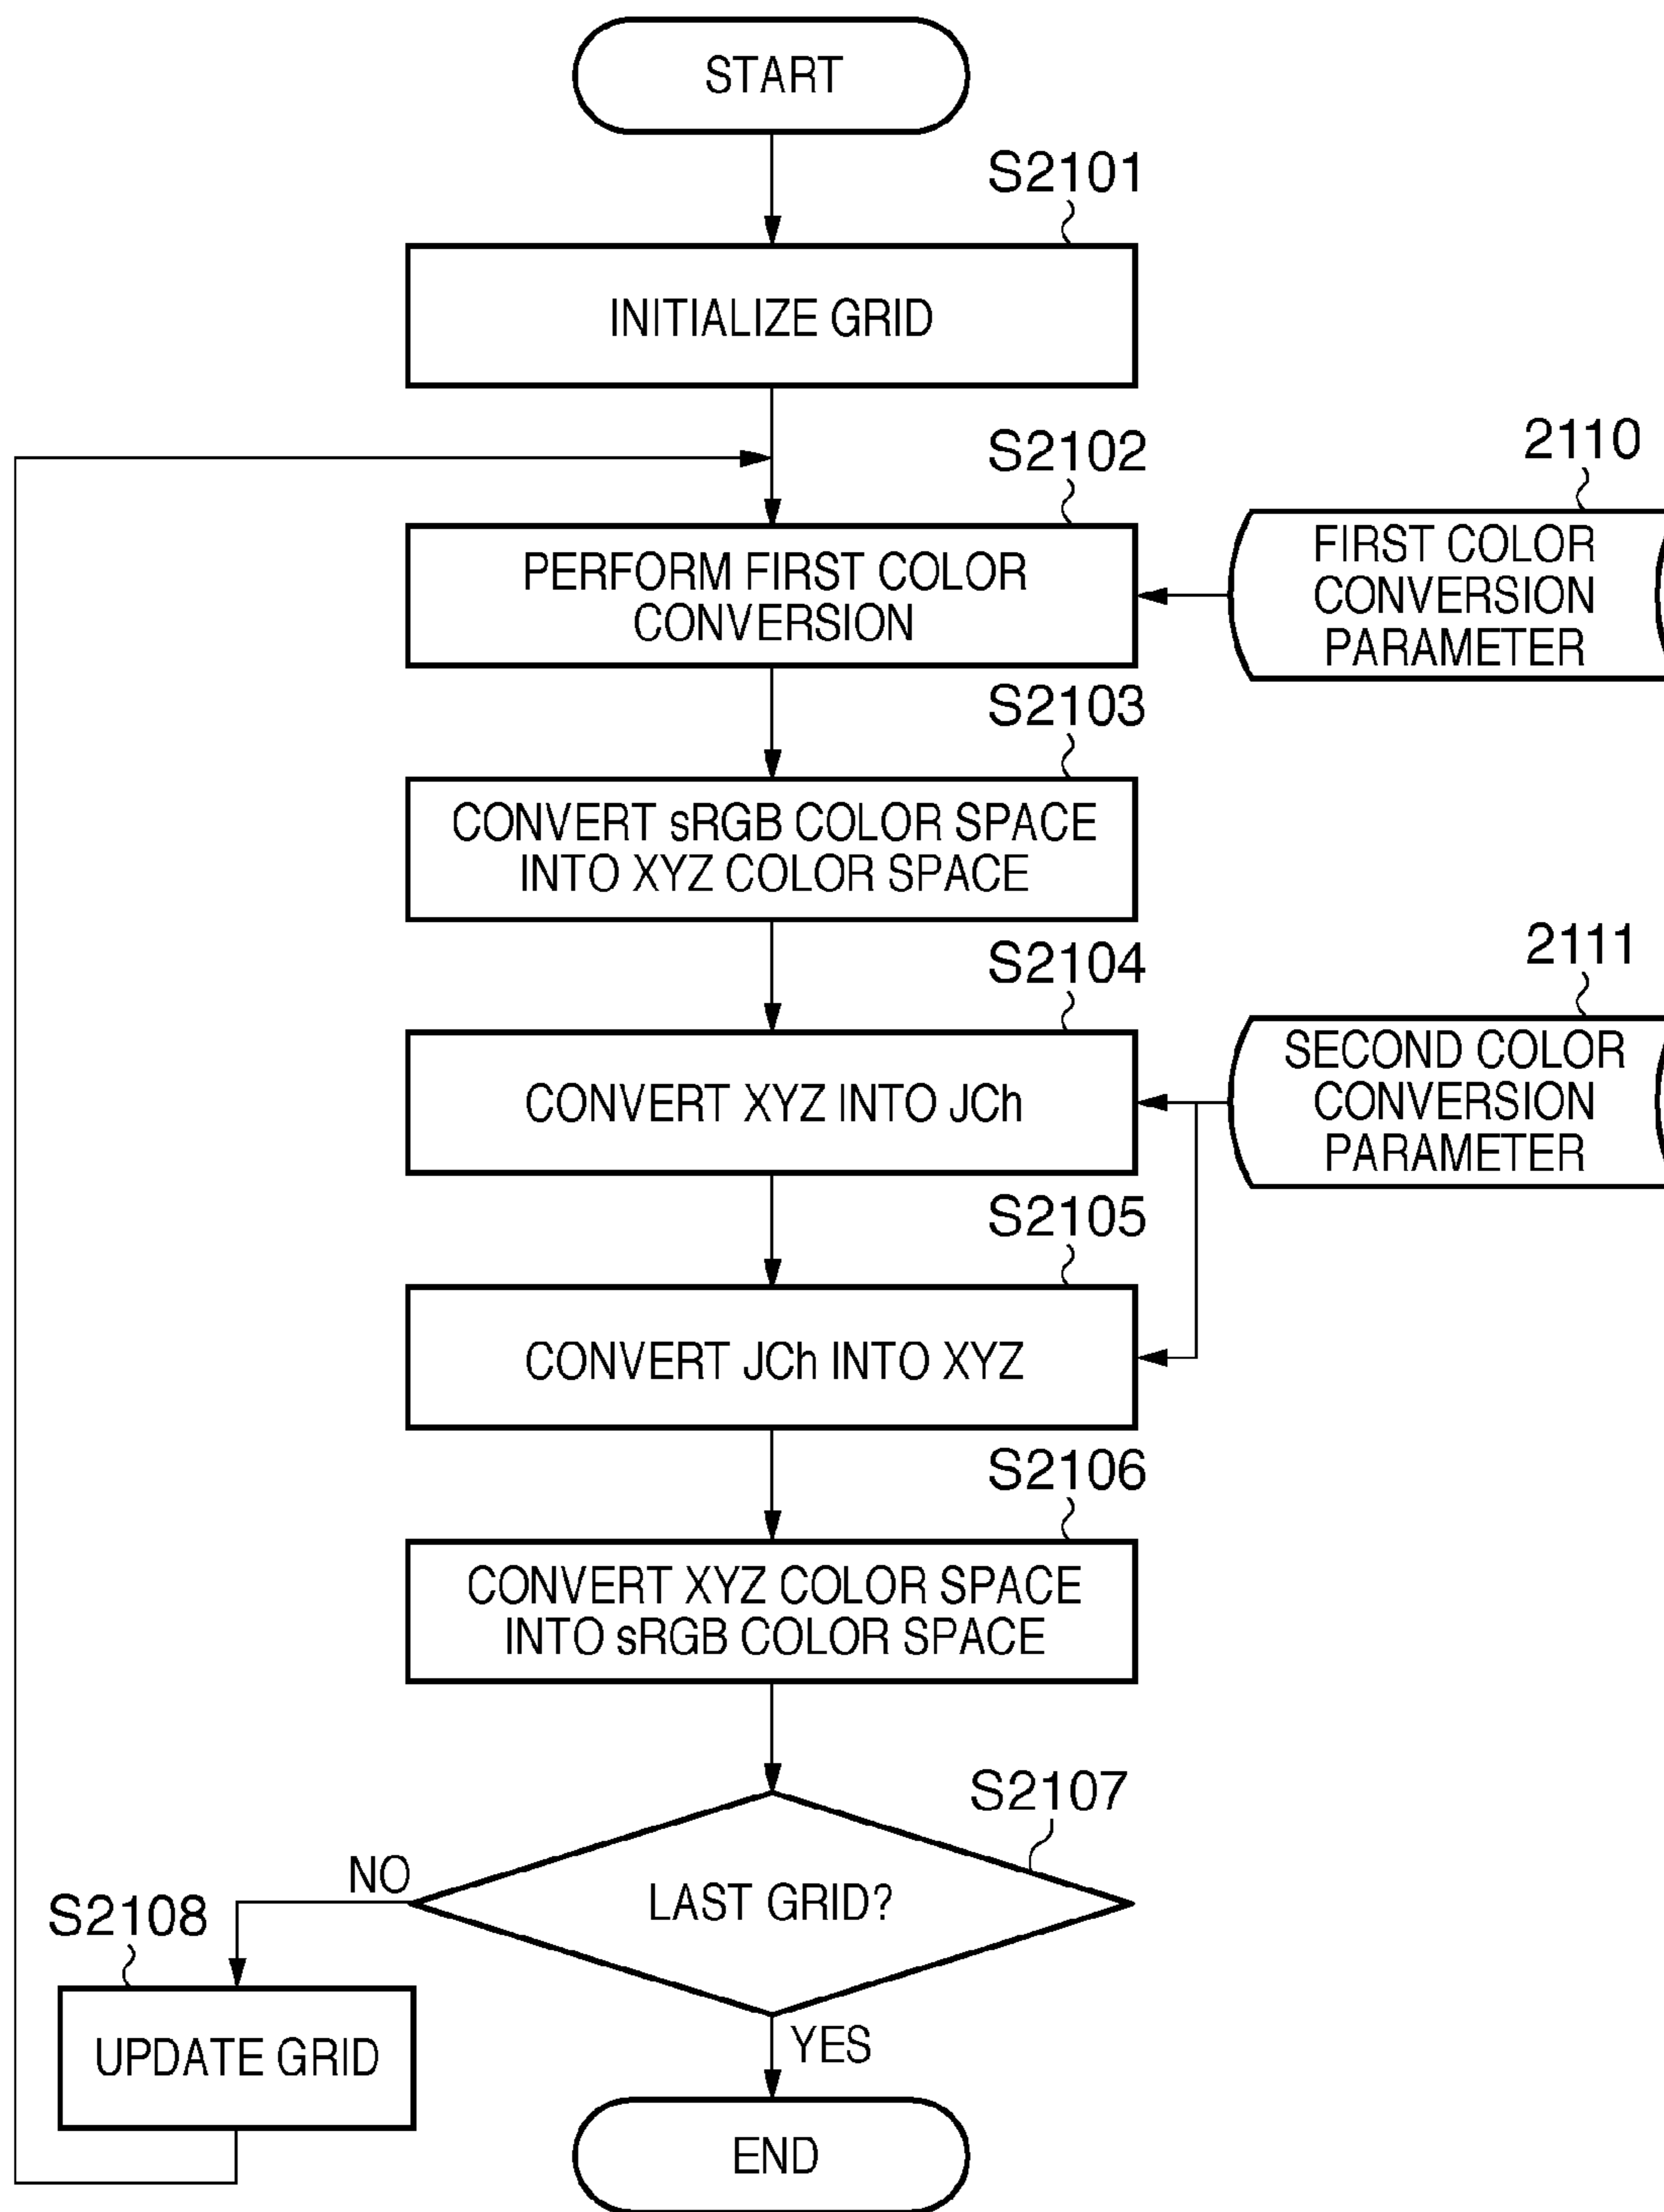 START
S2101
INITIALIZE GRID
S2102
2110
PERFORM FIRST COLOR
CONVERSION
FIRST COLOR
CONVERSION
PARAMETER
S2103
CONVERT sRGB COLOR SPACE
INTO XYZ COLOR SPACE
S2104
2111
CONVERT XYZ INTO JCh
SECOND COLOR
CONVERSION
PARAMETER
S2105
CONVERT JCh INTO XYZ
S2106
CONVERT XYZ COLOR SPACE
INTO sRGB COLOR SPACE
S2107
NO
LAST GRID?
S2108
YES
UPDATE GRID
END